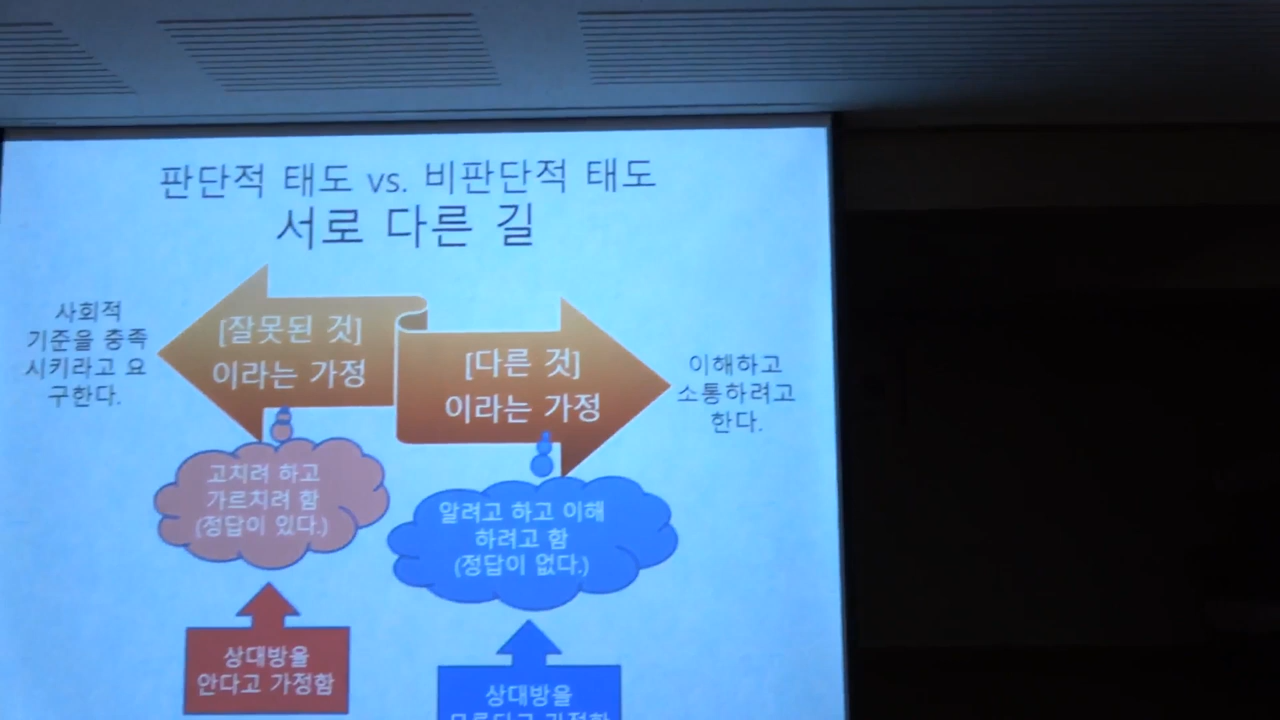 판단적 태도 vs. 비판단적 태도
서로 다른 길
사회적
기준을 충족
시키라고 요
구한다.
[잘못된 것]
이라는 가정
[다른 것]
이라는 가정
이해하고
소통하려고
한다.
고치려 하고
가르치려 함
(정답이 있다.)
알려고 하고 이해
하려고 함
(정답이 없다.)
상대방을
안다고 가정함
상대방을